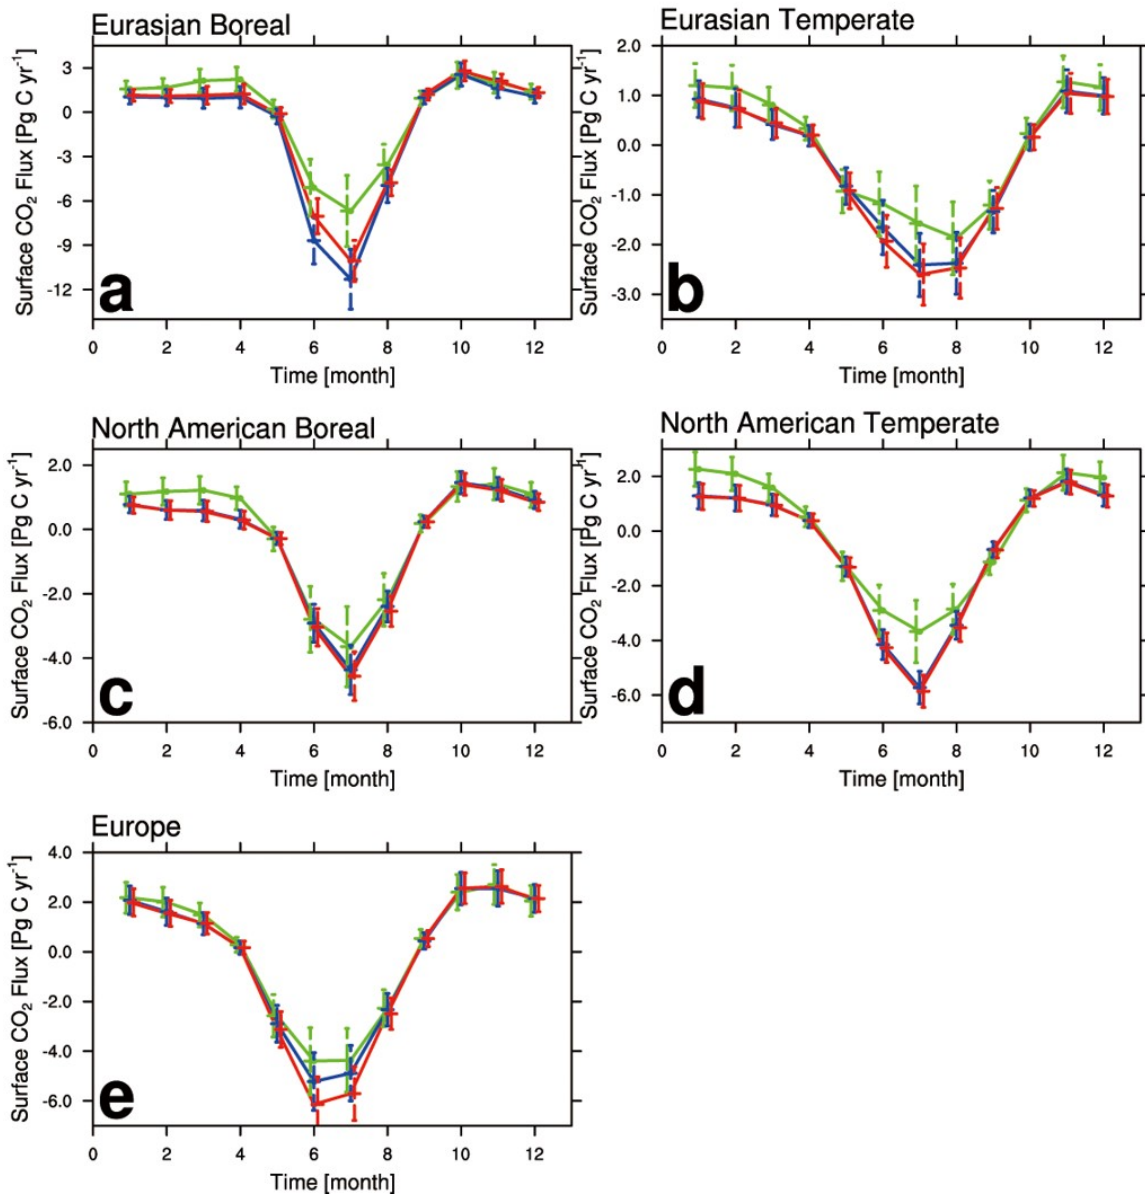 Eurasian Boreal
Surface CO₂ Flux [Pg C yr⁻¹]
3
0
-3
-6
-9
-12
a
0 2 4 6 8 10 12
Time [month]
Eurasian Temperate
Surface CO₂ Flux [Pg C yr⁻¹]
2.0
1.0
0.0
-1.0
-2.0
-3.0
b
0 2 4 6 8 10 12
Time [month]
North American Boreal
Surface CO₂ Flux [Pg C yr⁻¹]
2.0
0.0
-2.0
-4.0
-6.0
c
0 2 4 6 8 10 12
Time [month]
North American Temperate
Surface CO₂ Flux [Pg C yr⁻¹]
2.0
0.0
-2.0
-4.0
-6.0
d
0 2 4 6 8 10 12
Time [month]
Europe
Surface CO₂ Flux [Pg C yr⁻¹]
4.0
2.0
0.0
-2.0
-4.0
-6.0
e
0 2 4 6 8 10 12
Time [month]